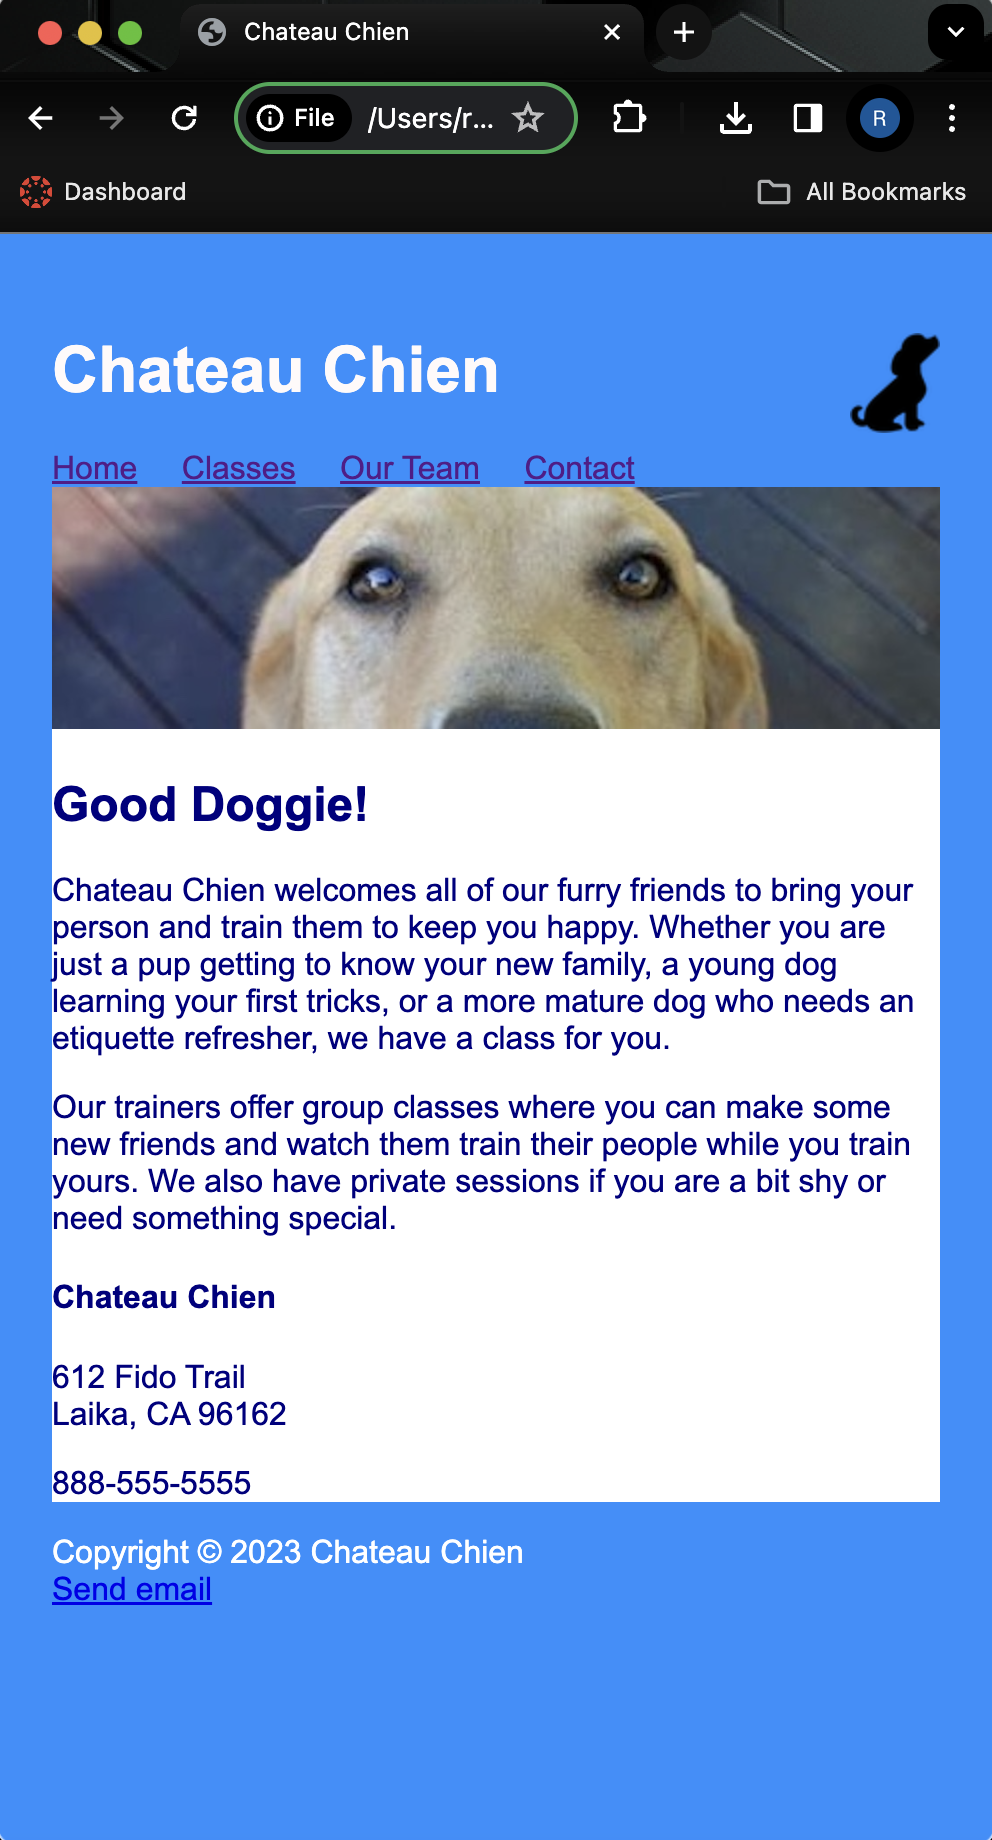 Chateau Chien
File /Users/r...
R
Dashboard
All Bookmarks
Chateau Chien
Home Classes Our Team Contact
Good Doggie!
Chateau Chien welcomes all of our furry friends to bring your
person and train them to keep you happy. Whether you are
just a pup getting to know your new family, a young dog
learning your first tricks, or a more mature dog who needs an
etiquette refresher, we have a class for you.
Our trainers offer group classes where you can make some
new friends and watch them train their people while you train
yours. We also have private sessions if you are a bit shy or
need something special.
Chateau Chien
612 Fido Trail
Laika, CA 96162
888-555-5555
Copyright © 2023 Chateau Chien
Send email